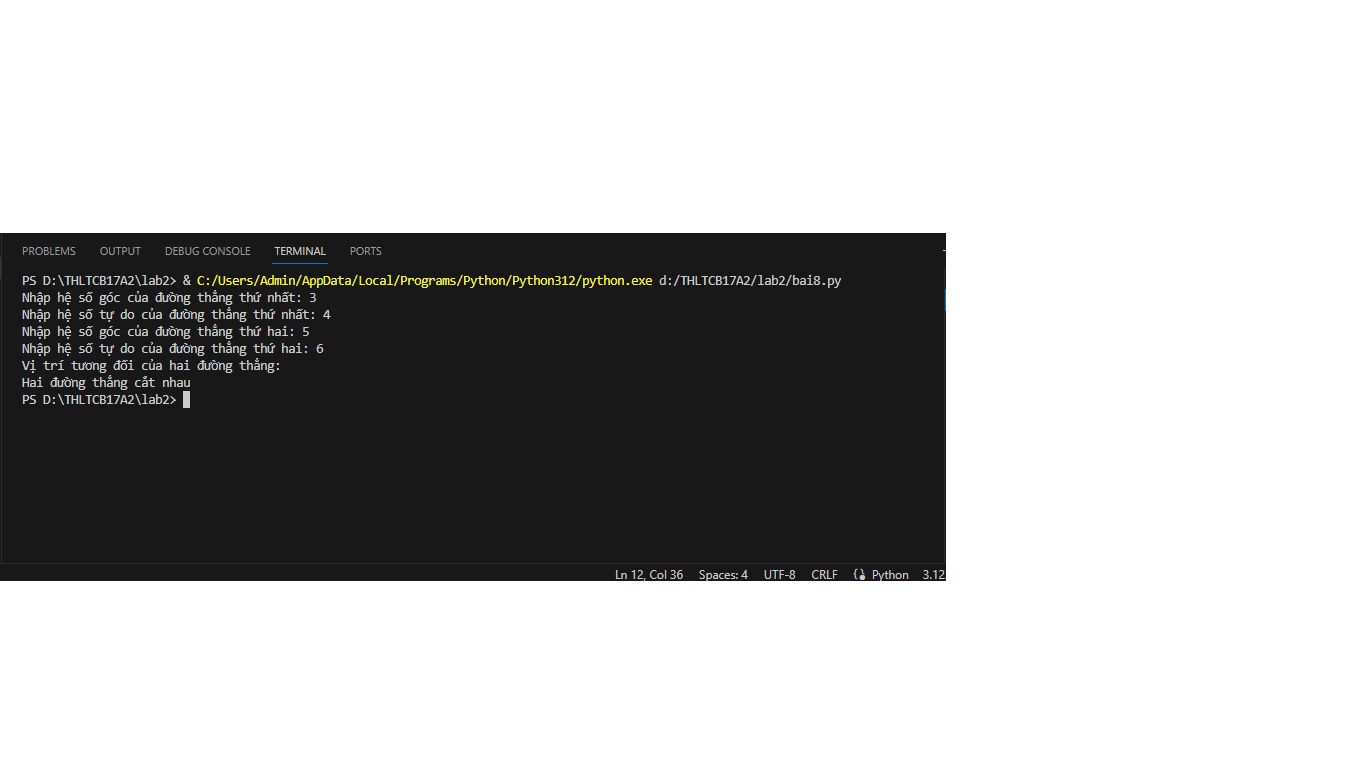 PROBLEMS OUTPUT DEBUG CONSOLE TERMINAL PORTS
PS D:\THLTCB17A2\lab2> & C:/Users/Admin/AppData/Local/Programs/Python/Python312/python.exe d:/THLTCB17A2/lab2/bai8.py
Nhập hệ số góc của đường thẳng thứ nhất: 3
Nhập hệ số tự do của đường thẳng thứ nhất: 4
Nhập hệ số góc của đường thẳng thứ hai: 5
Nhập hệ số tự do của đường thẳng thứ hai: 6
Vị trí tương đối của hai đường thẳng:
Hai đường thẳng cắt nhau
PS D:\THLTCB17A2\lab2>
Ln 12, Col 36 Spaces: 4 UTF-8 CRLF Python 3.12